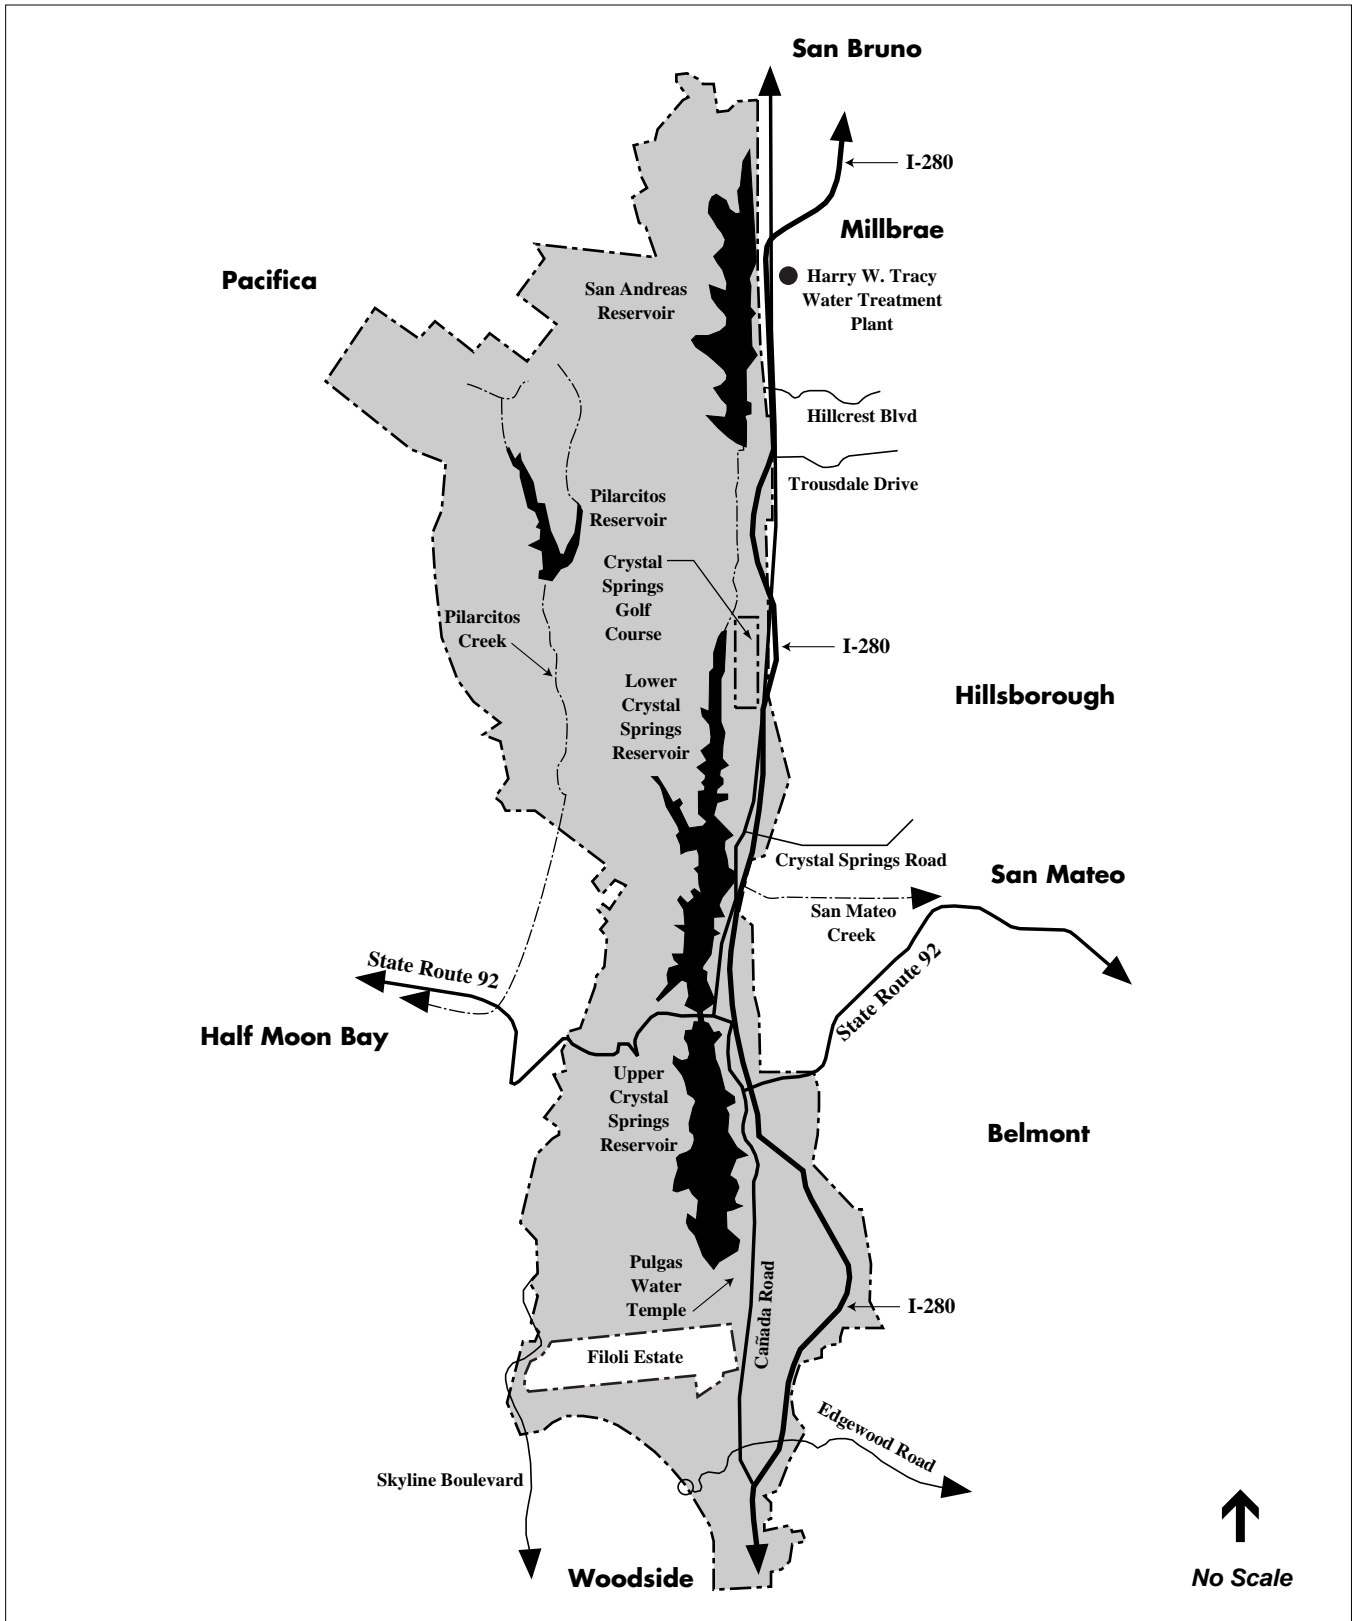 San Bruno
I-280
Millbrae
Pacifica
Harry W. Tracy
Water Treatment
Plant
San Andreas
Reservoir
Hillcrest Blvd
Trousdale Drive
Pilarcitos
Reservoir
Crystal
Springs
Golf
Course
Pilarcitos
Creek
I-280
Lower
Crystal
Springs
Reservoir
Hillsborough
Crystal Springs Road
San Mateo
San Mateo
Creek
State Route 92
State Route 92
Half Moon Bay
Upper
Crystal
Springs
Reservoir
Belmont
Pulgas
Water
Temple
Cañada Road
I-280
Filoli Estate
Edgewood Road
Skyline Boulevard
Woodside
No Scale